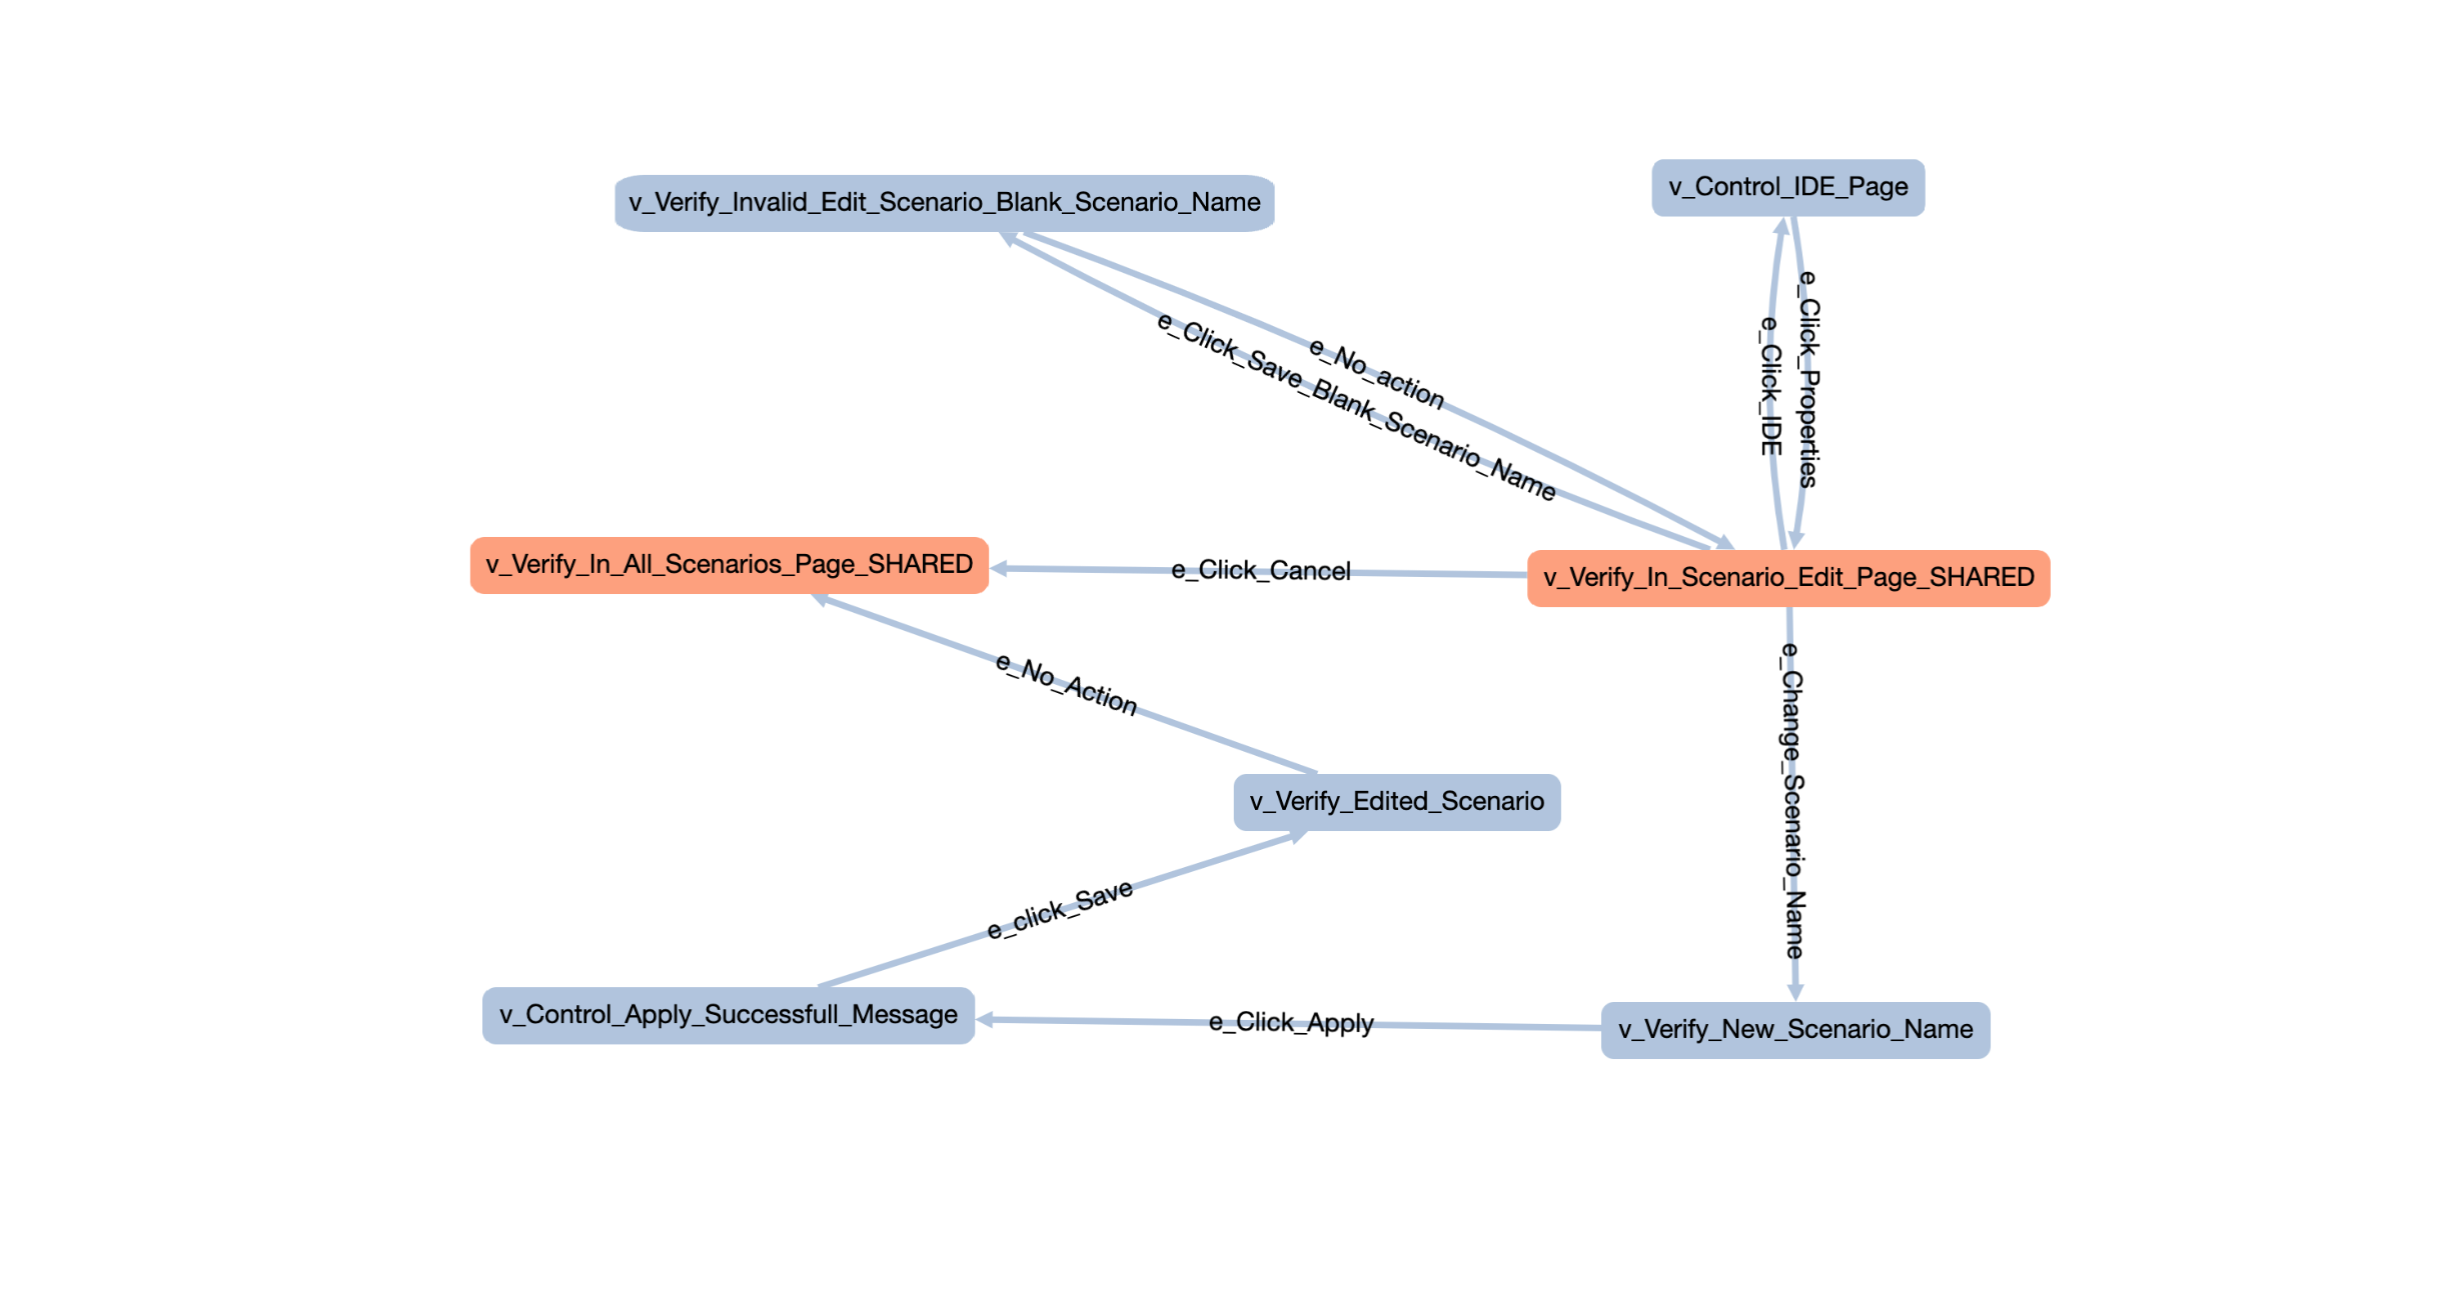 v_Control_IDE_Page
v_Verify_Invalid_Edit_Scenario_Blank_Scenario_Name
e_Click_Properties
e_Click_IDE
e_No_action
e_Click_Save_Blank_Scenario_Name
v_Verify_In_All_Scenarios_Page_SHARED
e_Click_Cancel
v_Verify_In_Scenario_Edit_Page_SHARED
e_No_Action
e_Change_Scenario_Name
v_Verify_Edited_Scenario
e_click_Save
v_Control_Apply_Successfull_Message
e_Click_Apply
v_Verify_New_Scenario_Name